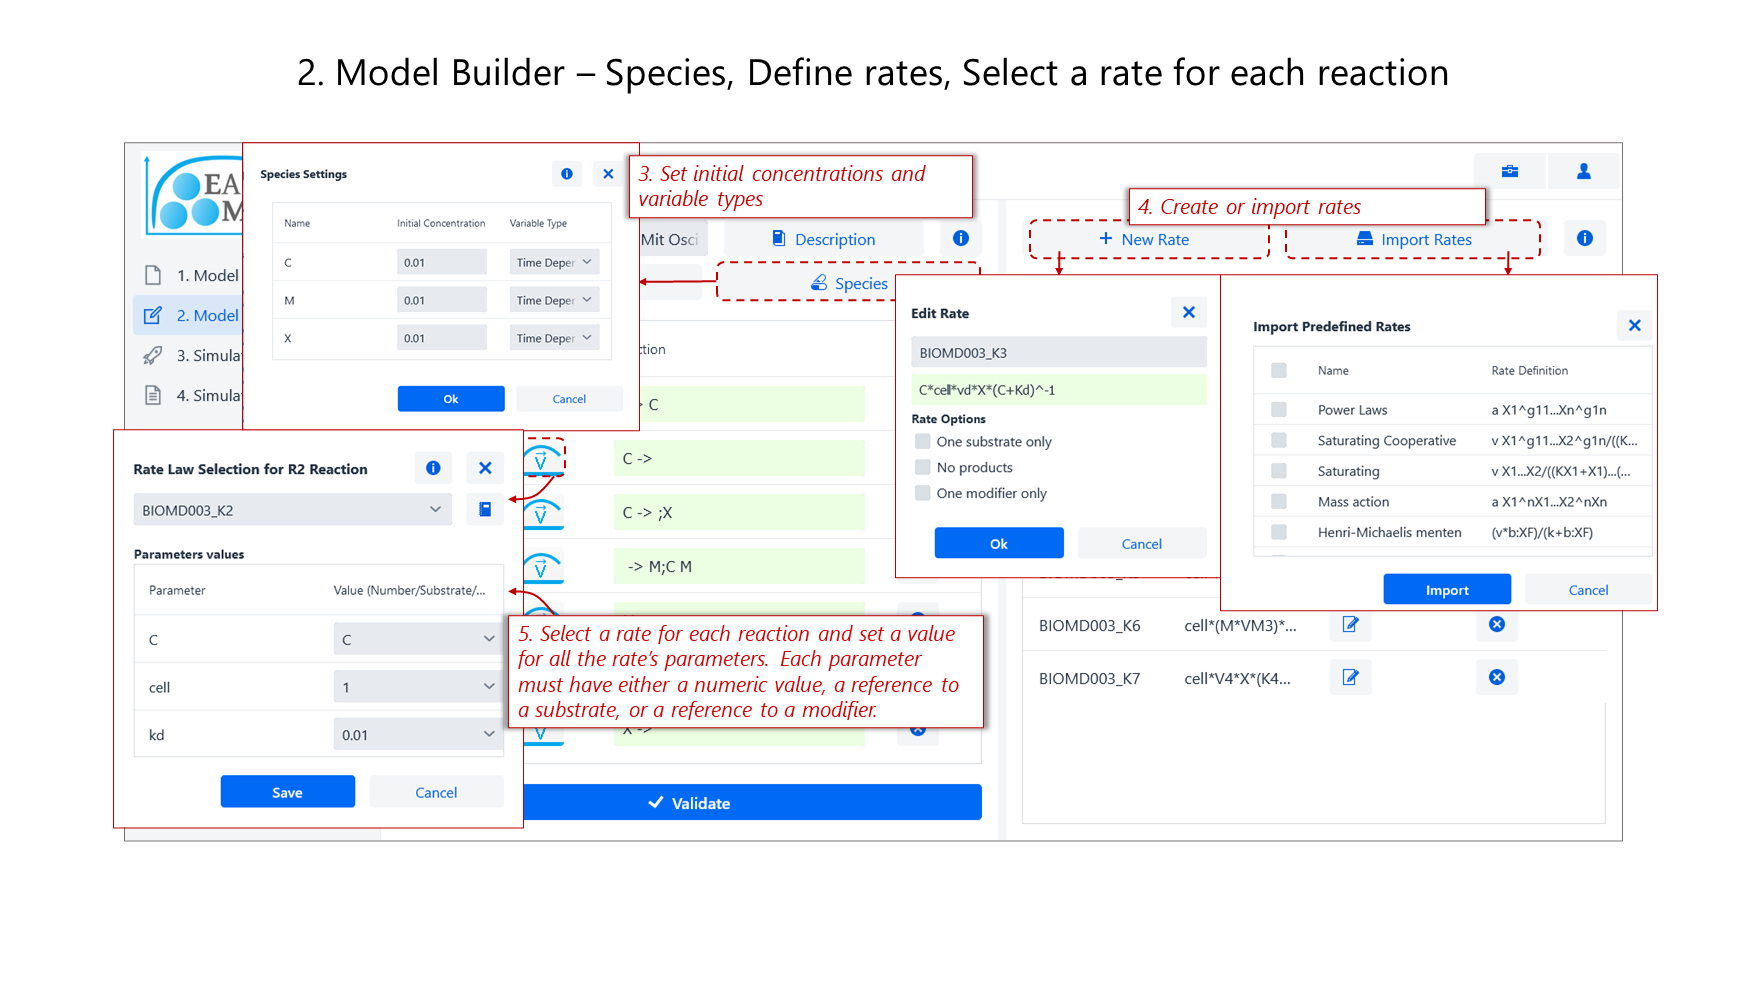 2. Model Builder – Species, Define rates, Select a rate for each reaction
EA
M
1. Model
2. Model
3. Simula
4. Simula
Species Settings
Name Initial Concentration Variable Type
C 0.01 Time Deper
M 0.01 Time Deper
X 0.01 Time Deper
Ok Cancel
3. Set initial concentrations and
variable types
Mit Osci
Description
Species
ction
-> C
C ->
C -> ;X
-> M;C M
X ->
Validate
4. Create or import rates
New Rate
Import Rates
Edit Rate
BIOMD003_K3
C*cell*vd*X*(C+Kd)^-1
Rate Options
One substrate only
No products
One modifier only
Ok Cancel
Import Predefined Rates
Name Rate Definition
Power Laws a X1^g11...Xn^g1n
Saturating Cooperative v X1^g11...X2^g1n/((K...
Saturating v X1...X2/((KX1+X1)...(...
Mass action a X1^nX1...X2^nXn
Henri-Michaelis menten (v*b:XF)/(k+b:XF)
Import Cancel
BIOMD003_K6 cell*(M*VM3)*...
BIOMD003_K7 cell*V4*X*(K4...
Rate Law Selection for R2 Reaction
BIOMD003_K2
Parameters values
Parameter Value (Number/Substrate/...
C C
cell 1
kd 0.01
Save Cancel
5. Select a rate for each reaction and set a value
for all the rate's parameters. Each parameter
must have either a numeric value, a reference to
a substrate, or a reference to a modifier.